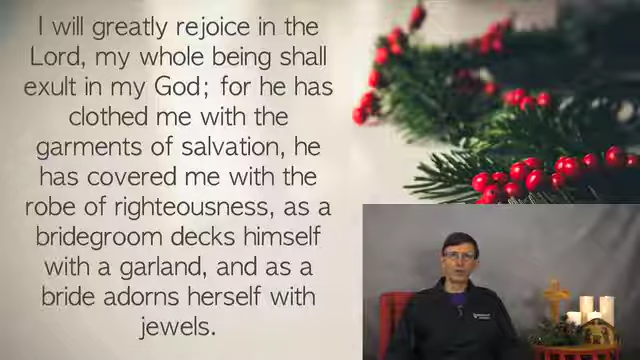 I will greatly rejoice in the
Lord, my whole being shall
exult in my God; for he has
clothed me with the
garments of salvation, he
has covered me with the
robe of righteousness, as a
bridegroom decks himself
with a garland, and as a
bride adorns herself with
jewels.